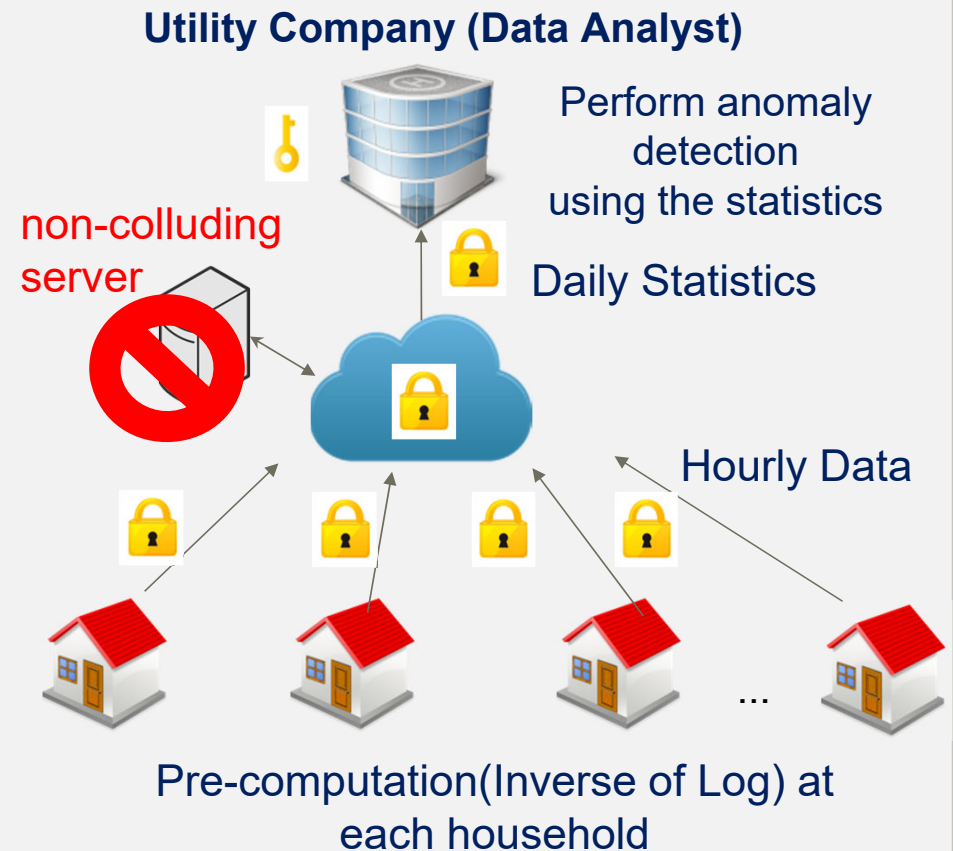 Utility Company (Data Analyst)
Perform anomaly
detection
using the statistics
non-colluding
server
Daily Statistics
Hourly Data
...
Pre-computation(Inverse of Log) at
each household